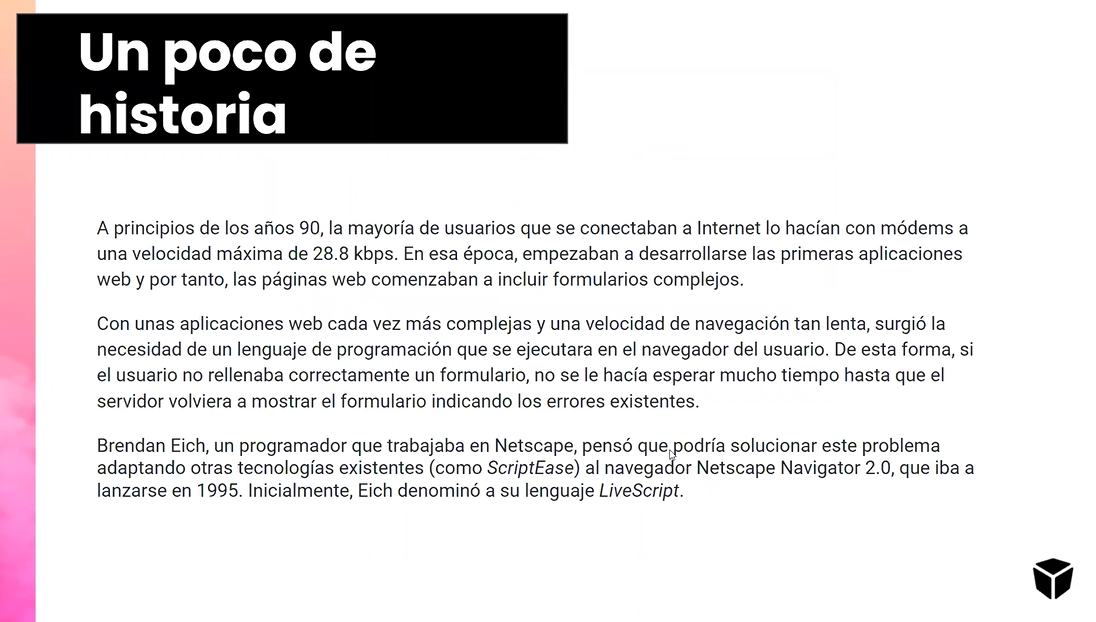 Un poco de
historia
A principios de los años 90, la mayoría de usuarios que se conectaban a Internet lo hacían con módems a
una velocidad máxima de 28.8 kbps. En esa época, empezaban a desarrollarse las primeras aplicaciones
web y por tanto, las páginas web comenzaban a incluir formularios complejos.
Con unas aplicaciones web cada vez más complejas y una velocidad de navegación tan lenta, surgió la
necesidad de un lenguaje de programación que se ejecutara en el navegador del usuario. De esta forma, si
el usuario no rellenaba correctamente un formulario, no se le hacía esperar mucho tiempo hasta que el
servidor volviera a mostrar el formulario indicando los errores existentes.
Brendan Eich, un programador que trabajaba en Netscape, pensó que podría solucionar este problema
adaptando otras tecnologías existentes (como ScriptEase) al navegador Netscape Navigator 2.0, que iba a
lanzarse en 1995. Inicialmente, Eich denominó a su lenguaje LiveScript.